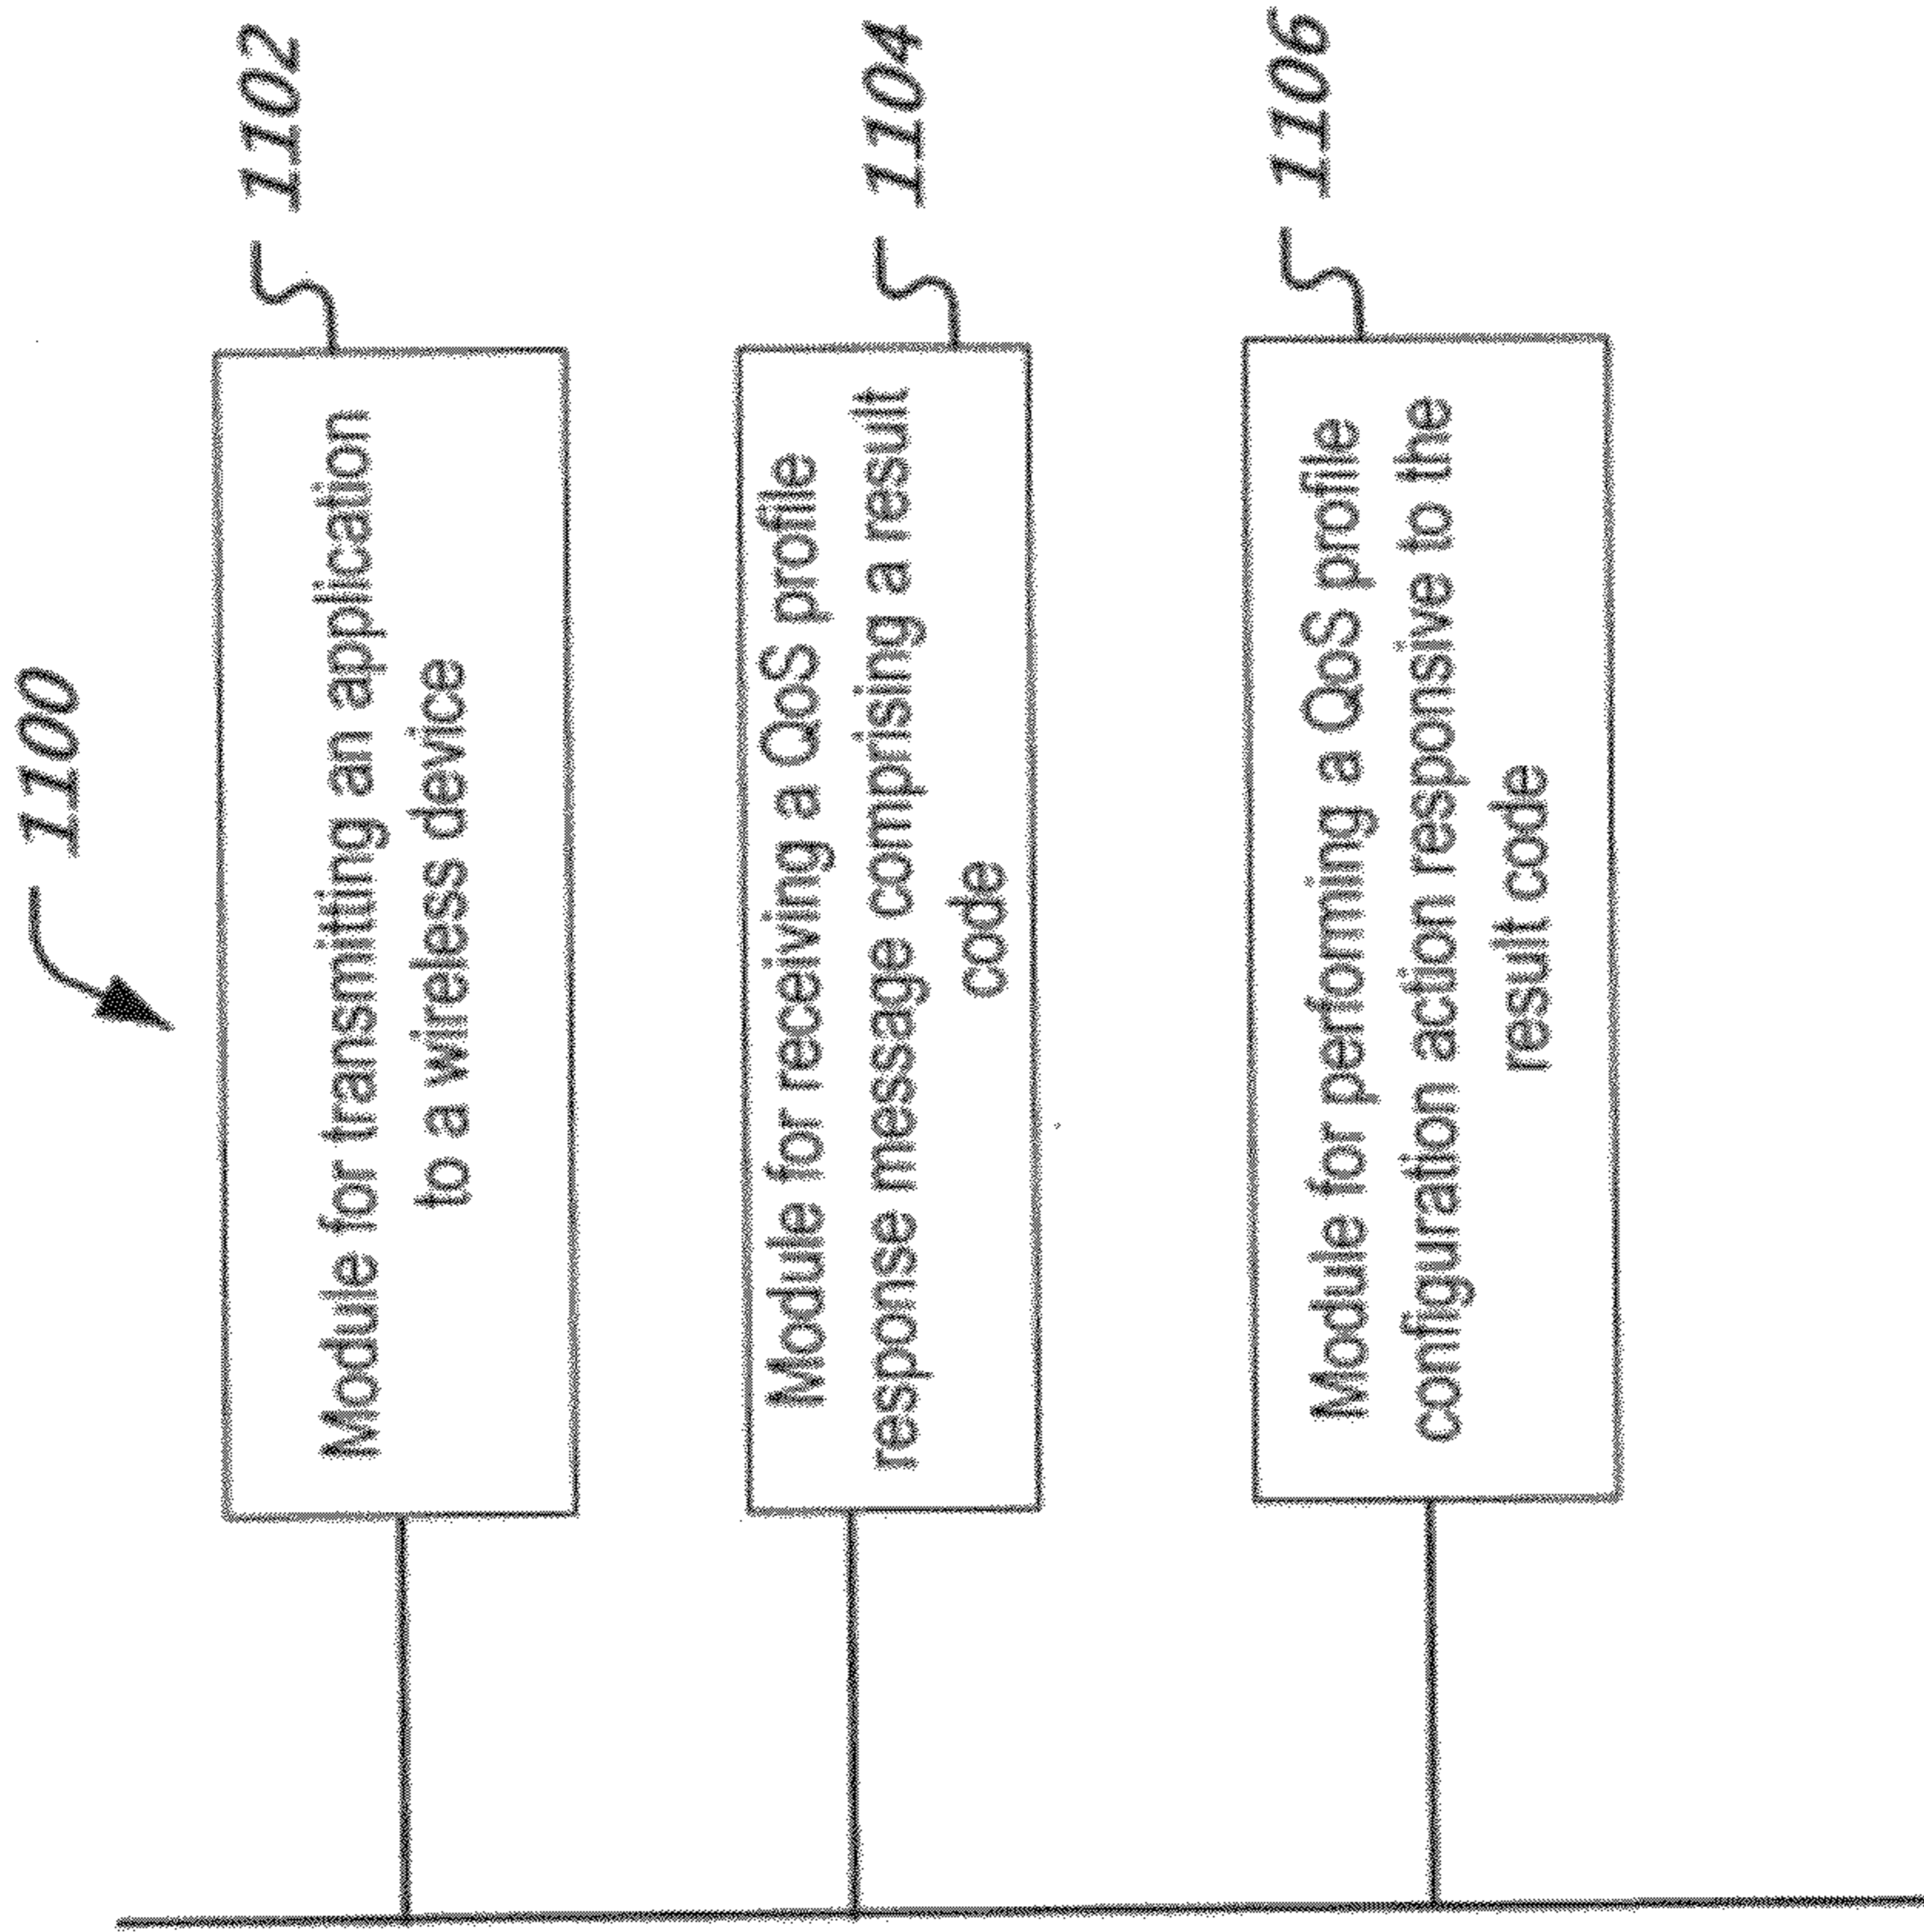 1100
Module for transmitting an application
to a wireless device
1102
Module for receiving a QoS profile
response message comprising a result
code
1104
Module for performing a QoS profile
configuration action responsive to the
result code
1106